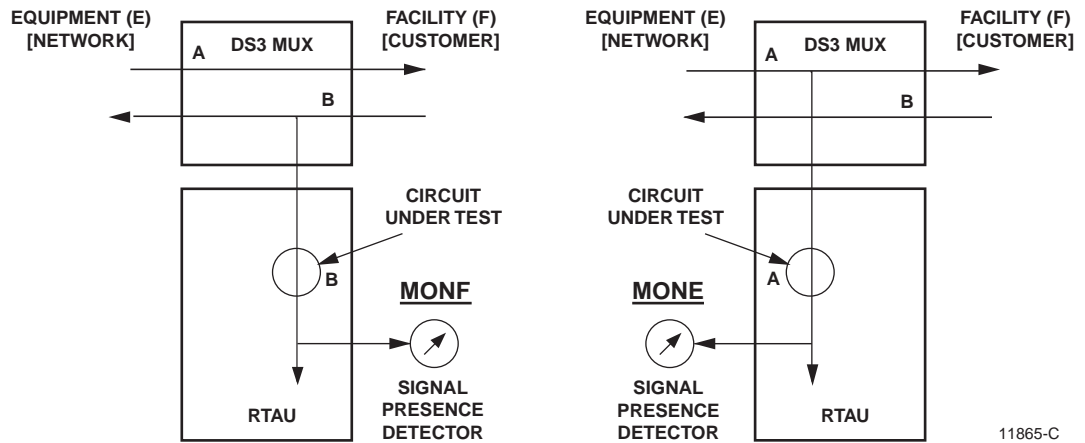 EQUIPMENT (E)
[NETWORK]
FACILITY (F)
[CUSTOMER]
DS3 MUX
A
B
CIRCUIT
UNDER TEST
B
MONF
SIGNAL
PRESENCE
DETECTOR
RTAU
EQUIPMENT (E)
[NETWORK]
FACILITY (F)
[CUSTOMER]
DS3 MUX
A
B
CIRCUIT
UNDER TEST
A
MONE
SIGNAL
PRESENCE
DETECTOR
RTAU
11865-C